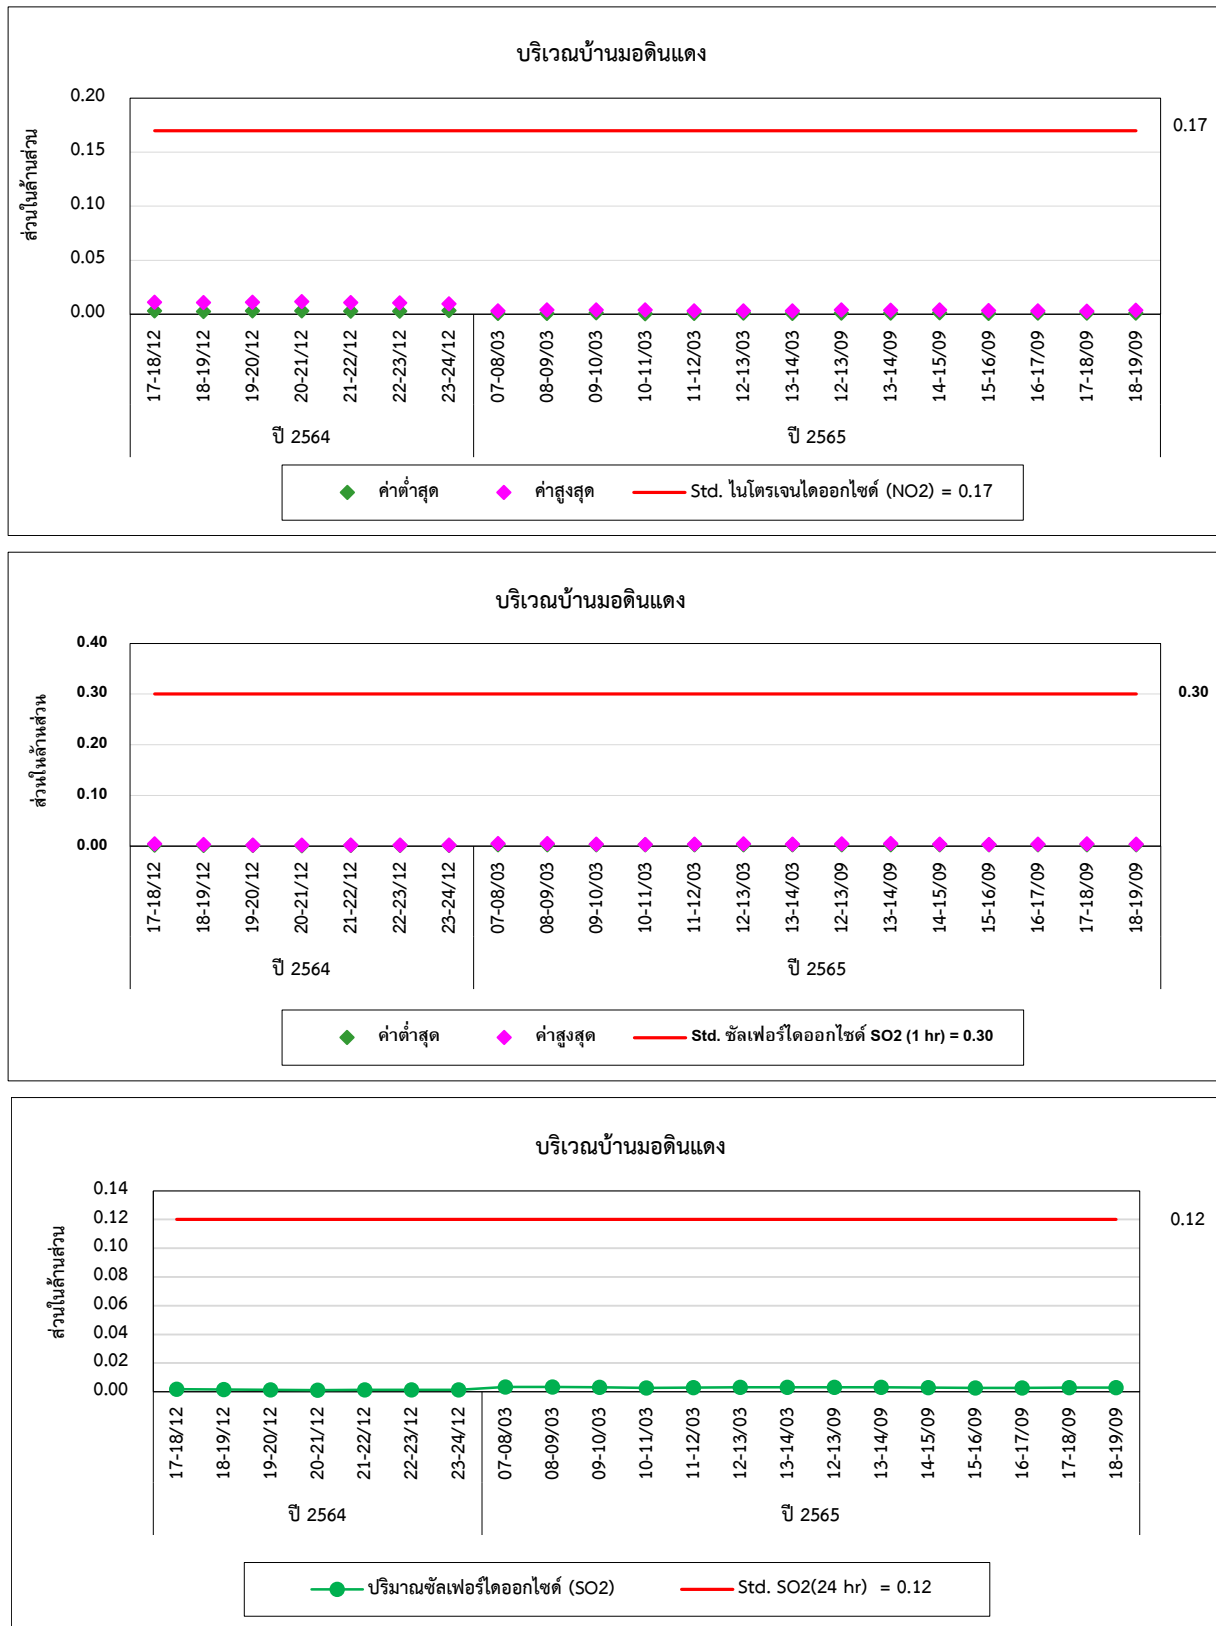 บริเวณบ้านมอดินแดง
ส่วนในล้านส่วน
0.20
0.15
0.10
0.05
0.00
0.17
17-18/12 18-19/12 19-20/12 20-21/12 21-22/12 22-23/12 23-24/12 07-08/03 08-09/03 09-10/03 10-11/03 11-12/03 12-13/03 13-14/03 12-13/09 13-14/09 14-15/09 15-16/09 16-17/09 17-18/09 18-19/09
ปี 2564 ปี 2565
ค่าต่ำสุด ค่าสูงสุด Std. ไนโตรเจนไดออกไซด์ (NO2) = 0.17
บริเวณบ้านมอดินแดง
ส่วนในล้านส่วน
0.40
0.30
0.20
0.10
0.00
0.30
17-18/12 18-19/12 19-20/12 20-21/12 21-22/12 22-23/12 23-24/12 07-08/03 08-09/03 09-10/03 10-11/03 11-12/03 12-13/03 13-14/03 12-13/09 13-14/09 14-15/09 15-16/09 16-17/09 17-18/09 18-19/09
ปี 2564 ปี 2565
ค่าต่ำสุด ค่าสูงสุด Std. ซัลเฟอร์ไดออกไซด์ SO2 (1 hr) = 0.30
บริเวณบ้านมอดินแดง
ส่วนในล้านส่วน
0.14
0.12
0.10
0.08
0.06
0.04
0.02
0.00
0.12
17-18/12 18-19/12 19-20/12 20-21/12 21-22/12 22-23/12 23-24/12 07-08/03 08-09/03 09-10/03 10-11/03 11-12/03 12-13/03 13-14/03 12-13/09 13-14/09 14-15/09 15-16/09 16-17/09 17-18/09 18-19/09
ปี 2564 ปี 2565
ปริมาณซัลเฟอร์ไดออกไซด์ (SO2) Std. SO2(24 hr) = 0.12